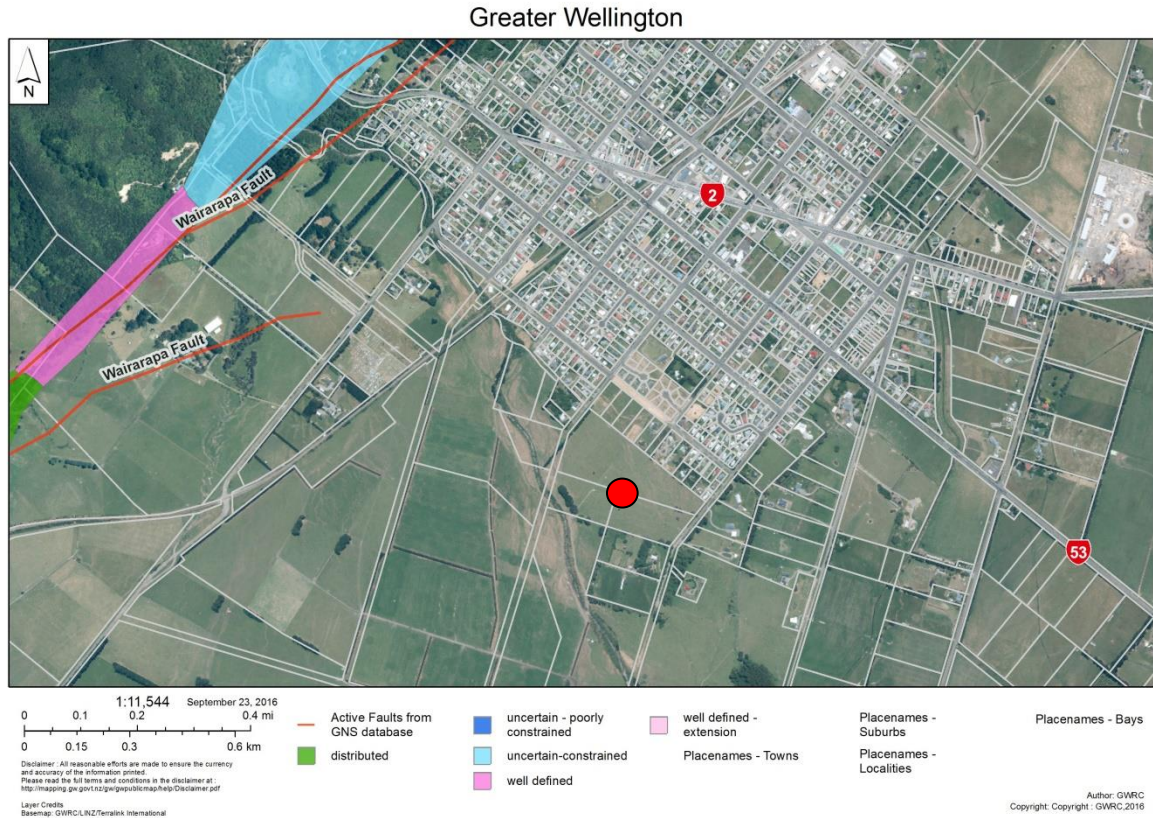 Greater Wellington
N
Wairarapa Fault
2
Wairarapa Fault
53
1:11,544 September 23, 2016
0 0.1 0.2 0.4 mi
0 0.15 0.3 0.6 km
Disclaimer : All reasonable efforts are made to ensure the currency
and accuracy of the information printed.
Please read the full terms and conditions in the disclaimer at :
http://mapping.gw.govt.nz/gw/gwpublicmap/help/Disclaimer.pdf
Layer Credits
Basemap: GWRC/LINZ/Terralink International
Active Faults from
GNS database
distributed
uncertain - poorly
constrained
uncertain-constrained
well defined
well defined -
extension
Placenames - Towns
Placenames -
Suburbs
Placenames -
Localities
Placenames - Bays
Author: GWRC
Copyright: Copyright : GWRC,2016